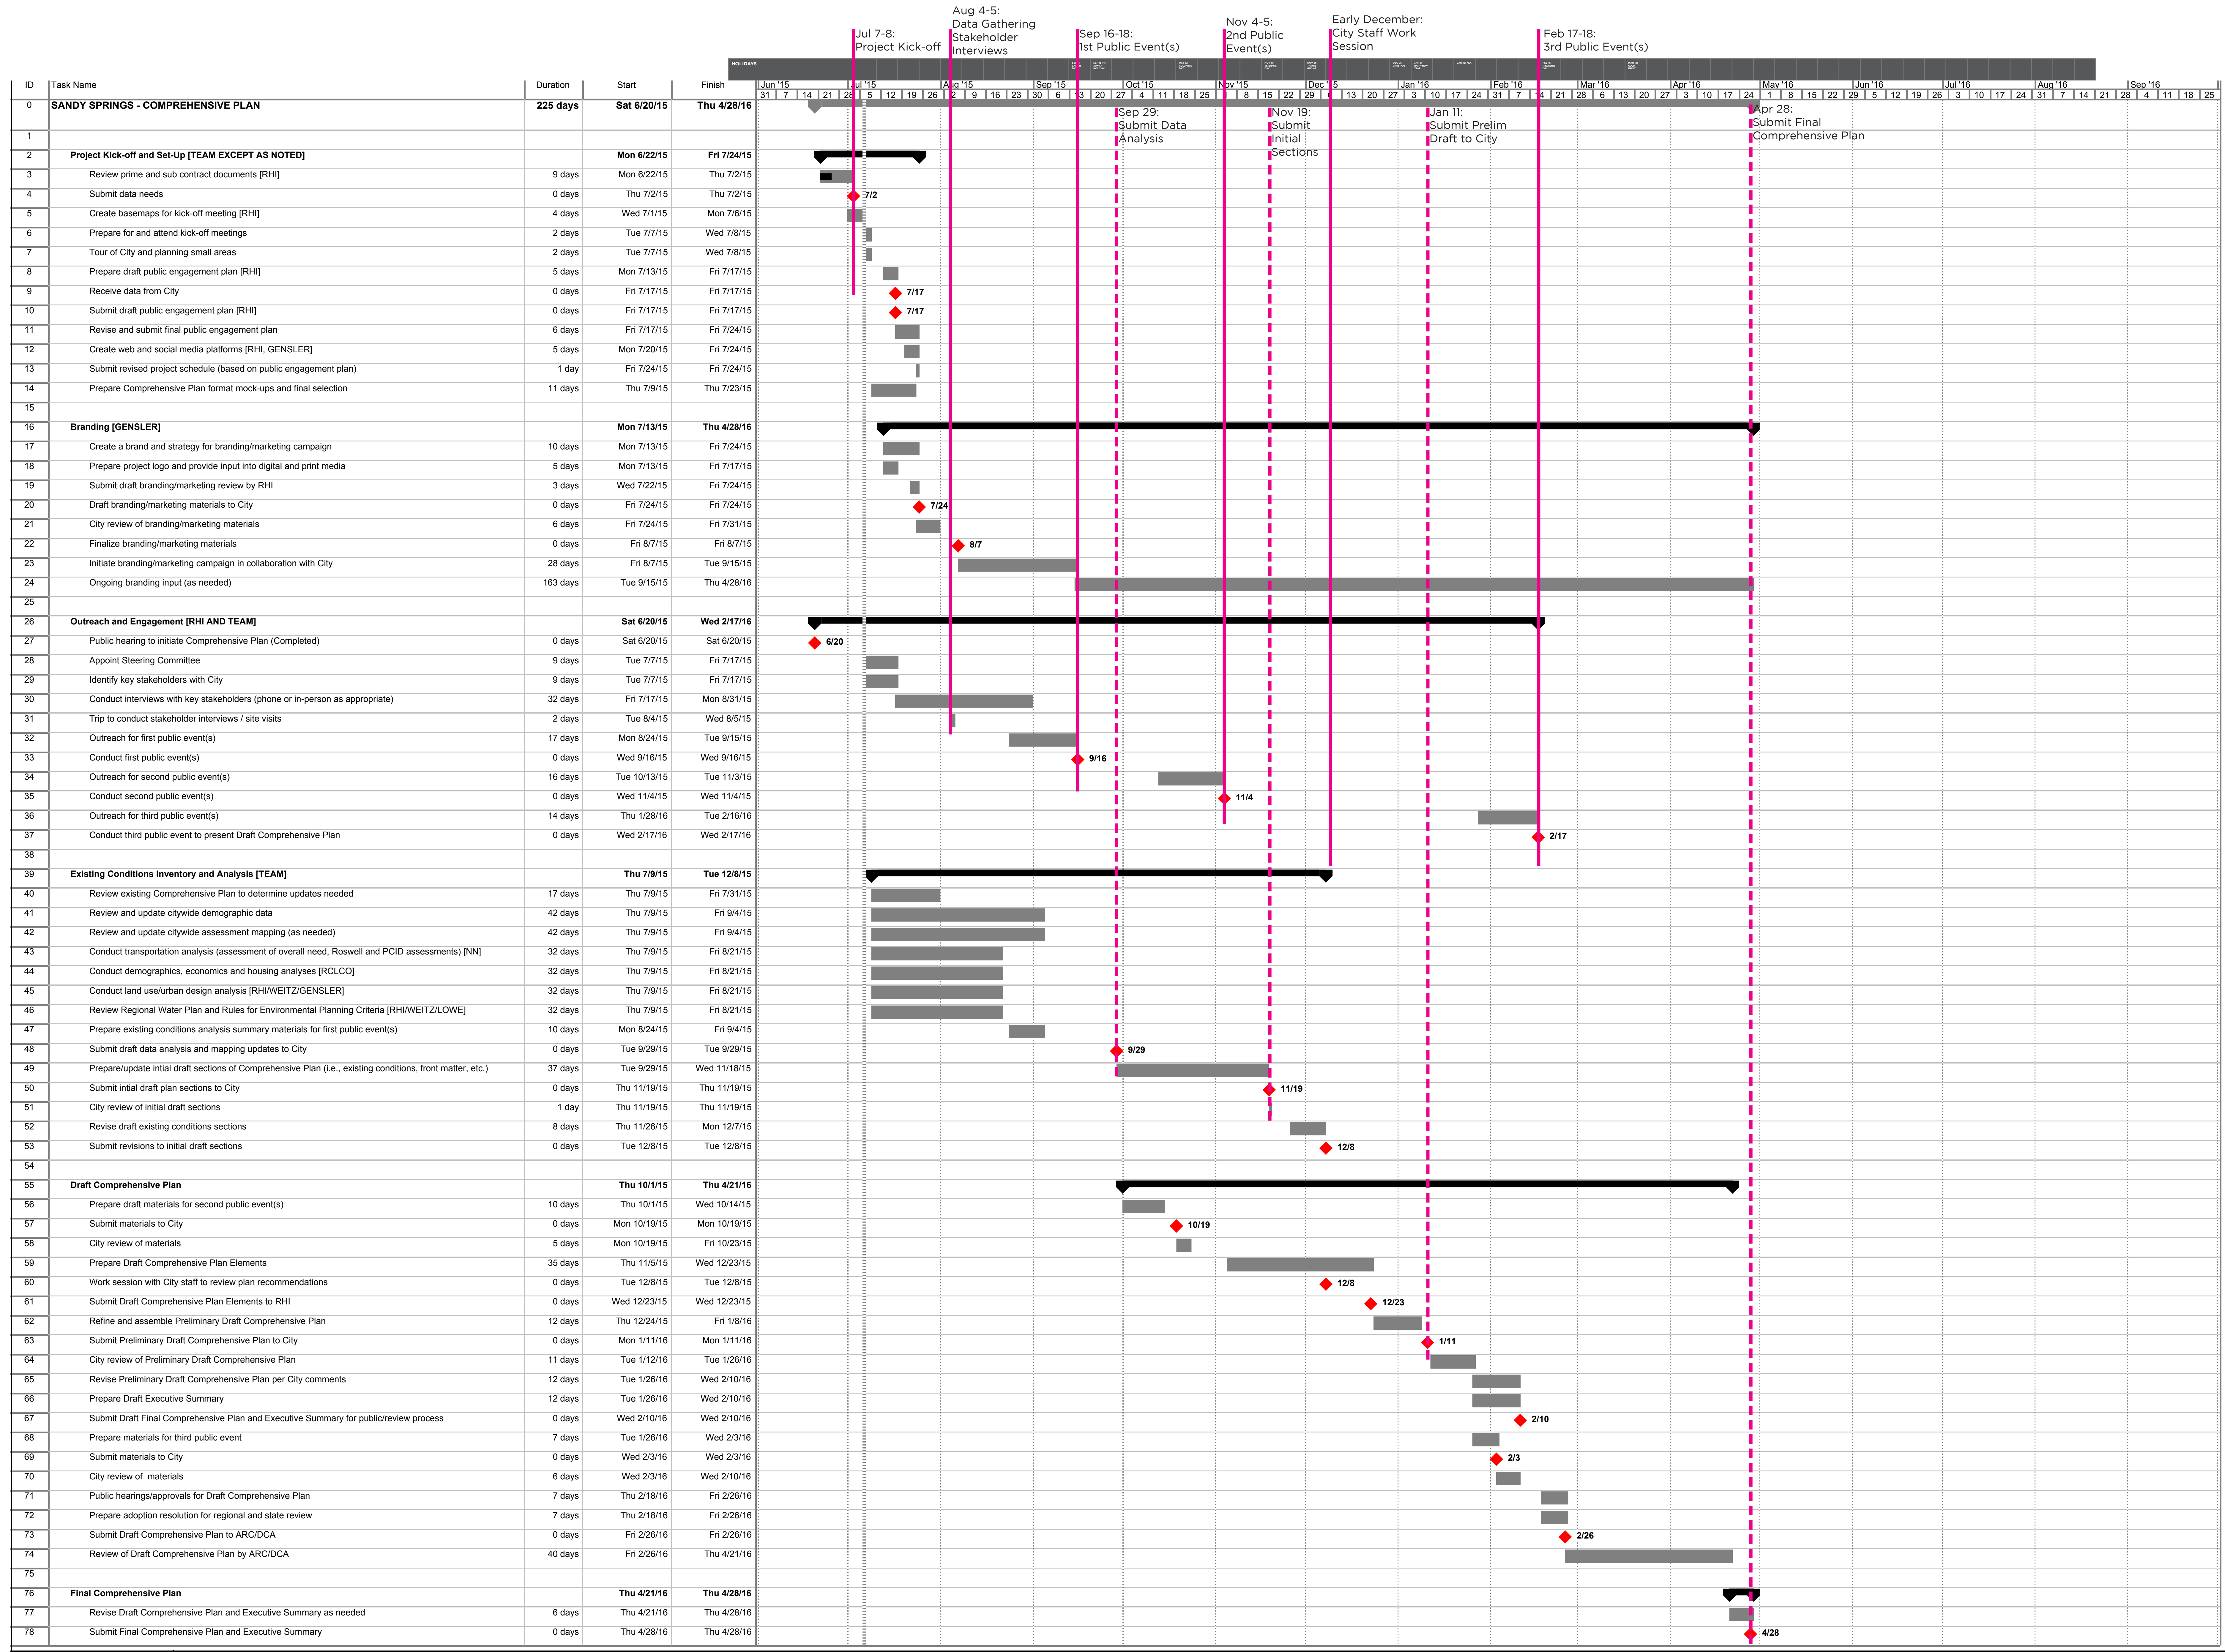 Aug 4-5:
Data Gathering
Stakeholder
Interviews
Jul 7-8:
Project Kick-off
Sep 16-18:
1st Public Event(s)
Nov 4-5:
2nd Public
Event(s)
Early December:
City Staff Work
Session
Feb 17-18:
3rd Public Event(s)
HOLIDAYS
ID Task Name Duration Start Finish Jun '15 Jul '15 Aug '15 Sep '15 Oct '15 Nov '15 Dec '15 Jan '16 Feb '16 Mar '16 Apr '16 May '16 Jun '16 Jul '16 Aug '16 Sep '16
31 7 14 21 28 5 12 19 26 2 9 16 23 30 6 13 20 27 4 11 18 25 1 8 15 22 29 6 13 20 27 3 10 17 24 31 7 14 21 28 6 13 20 27 3 10 17 24 1 8 15 22 29 5 12 19 26 3 10 17 24 31 7 14 21 28 4 11 18 25
0 SANDY SPRINGS - COMPREHENSIVE PLAN 225 days Sat 6/20/15 Thu 4/28/16
Sep 29:
Submit Data
Analysis
Nov 19:
Submit
Initial
Sections
Jan 11:
Submit Prelim
Draft to City
Apr 28:
Submit Final
Comprehensive Plan
1
2 Project Kick-off and Set-Up [TEAM EXCEPT AS NOTED] Mon 6/22/15 Fri 7/24/15
3 Review prime and sub contract documents [RHI] 9 days Mon 6/22/15 Thu 7/2/15
4 Submit data needs 0 days Thu 7/2/15 Thu 7/2/15 7/2
5 Create basemaps for kick-off meeting [RHI] 4 days Wed 7/1/15 Mon 7/6/15
6 Prepare for and attend kick-off meetings 2 days Tue 7/7/15 Wed 7/8/15
7 Tour of City and planning small areas 2 days Tue 7/7/15 Wed 7/8/15
8 Prepare draft public engagement plan [RHI] 5 days Mon 7/13/15 Fri 7/17/15
9 Receive data from City 0 days Fri 7/17/15 Fri 7/17/15 7/17
10 Submit draft public engagement plan [RHI] 0 days Fri 7/17/15 Fri 7/17/15 7/17
11 Revise and submit final public engagement plan 6 days Fri 7/17/15 Fri 7/24/15
12 Create web and social media platforms [RHI, GENSLER] 5 days Mon 7/20/15 Fri 7/24/15
13 Submit revised project schedule (based on public engagement plan) 1 day Fri 7/24/15 Fri 7/24/15
14 Prepare Comprehensive Plan format mock-ups and final selection 11 days Thu 7/9/15 Thu 7/23/15
15
16 Branding [GENSLER] Mon 7/13/15 Thu 4/28/16
17 Create a brand and strategy for branding/marketing campaign 10 days Mon 7/13/15 Fri 7/24/15
18 Prepare project logo and provide input into digital and print media 5 days Mon 7/13/15 Fri 7/17/15
19 Submit draft branding/marketing review by RHI 3 days Wed 7/22/15 Fri 7/24/15
20 Draft branding/marketing materials to City 0 days Fri 7/24/15 Fri 7/24/15 7/24
21 City review of branding/marketing materials 6 days Fri 7/24/15 Fri 7/31/15
22 Finalize branding/marketing materials 0 days Fri 8/7/15 Fri 8/7/15 8/7
23 Initiate branding/marketing campaign in collaboration with City 28 days Fri 8/7/15 Tue 9/15/15
24 Ongoing branding input (as needed) 163 days Tue 9/15/15 Thu 4/28/16
25
26 Outreach and Engagement [RHI AND TEAM] Sat 6/20/15 Wed 2/17/16
27 Public hearing to initiate Comprehensive Plan (Completed) 0 days Sat 6/20/15 Sat 6/20/15 6/20
28 Appoint Steering Committee 9 days Tue 7/7/15 Fri 7/17/15
29 Identify key stakeholders with City 9 days Tue 7/7/15 Fri 7/17/15
30 Conduct interviews with key stakeholders (phone or in-person as appropriate) 32 days Fri 7/17/15 Mon 8/31/15
31 Trip to conduct stakeholder interviews / site visits 2 days Tue 8/4/15 Wed 8/5/15
32 Outreach for first public event(s) 17 days Mon 8/24/15 Tue 9/15/15
33 Conduct first public event(s) 0 days Wed 9/16/15 Wed 9/16/15 9/16
34 Outreach for second public event(s) 16 days Tue 10/13/15 Tue 11/3/15
35 Conduct second public event(s) 0 days Wed 11/4/15 Wed 11/4/15 11/4
36 Outreach for third public event(s) 14 days Thu 1/28/16 Tue 2/16/16
37 Conduct third public event to present Draft Comprehensive Plan 0 days Wed 2/17/16 Wed 2/17/16 2/17
38
39 Existing Conditions Inventory and Analysis [TEAM] Thu 7/9/15 Tue 12/8/15
40 Review existing Comprehensive Plan to determine updates needed 17 days Thu 7/9/15 Fri 7/31/15
41 Review and update citywide demographic data 42 days Thu 7/9/15 Fri 9/4/15
42 Review and update citywide assessment mapping (as needed) 42 days Thu 7/9/15 Fri 9/4/15
43 Conduct transportation analysis (assessment of overall need, Roswell and PCID assessments) [NN] 32 days Thu 7/9/15 Fri 8/21/15
44 Conduct demographics, economics and housing analyses [RCLCO] 32 days Thu 7/9/15 Fri 8/21/15
45 Conduct land use/urban design analysis [RHI/WEITZ/GENSLER] 32 days Thu 7/9/15 Fri 8/21/15
46 Review Regional Water Plan and Rules for Environmental Planning Criteria [RHI/WEITZ/LOWE] 32 days Thu 7/9/15 Fri 8/21/15
47 Prepare existing conditions analysis summary materials for first public event(s) 10 days Mon 8/24/15 Fri 9/4/15
48 Submit draft data analysis and mapping updates to City 0 days Tue 9/29/15 Tue 9/29/15 9/29
49 Prepare/update intial draft sections of Comprehensive Plan (i.e., existing conditions, front matter, etc.) 37 days Tue 9/29/15 Wed 11/18/15
50 Submit intial draft plan sections to City 0 days Thu 11/19/15 Thu 11/19/15 11/19
51 City review of initial draft sections 1 day Thu 11/19/15 Thu 11/19/15
52 Revise draft existing conditions sections 8 days Thu 11/26/15 Mon 12/7/15
53 Submit revisions to initial draft sections 0 days Tue 12/8/15 Tue 12/8/15 12/8
54
55 Draft Comprehensive Plan Thu 10/1/15 Thu 4/21/16
56 Prepare draft materials for second public event(s) 10 days Thu 10/1/15 Wed 10/14/15
57 Submit materials to City 0 days Mon 10/19/15 Mon 10/19/15 10/19
58 City review of materials 5 days Mon 10/19/15 Fri 10/23/15
59 Prepare Draft Comprehensive Plan Elements 35 days Thu 11/5/15 Wed 12/23/15
60 Work session with City staff to review plan recommendations 0 days Tue 12/8/15 Tue 12/8/15 12/8
61 Submit Draft Comprehensive Plan Elements to RHI 0 days Wed 12/23/15 Wed 12/23/15 12/23
62 Refine and assemble Preliminary Draft Comprehensive Plan 12 days Thu 12/24/15 Fri 1/8/16
63 Submit Preliminary Draft Comprehensive Plan to City 0 days Mon 1/11/16 Mon 1/11/16 1/11
64 City review of Preliminary Draft Comprehensive Plan 11 days Tue 1/12/16 Tue 1/26/16
65 Revise Preliminary Draft Comprehensive Plan per City comments 12 days Tue 1/26/16 Wed 2/10/16
66 Prepare Draft Executive Summary 12 days Tue 1/26/16 Wed 2/10/16
67 Submit Draft Final Comprehensive Plan and Executive Summary for public/review process 0 days Wed 2/10/16 Wed 2/10/16 2/10
68 Prepare materials for third public event 7 days Tue 1/26/16 Wed 2/3/16
69 Submit materials to City 0 days Wed 2/3/16 Wed 2/3/16 2/3
70 City review of materials 6 days Wed 2/3/16 Wed 2/10/16
71 Public hearings/approvals for Draft Comprehensive Plan 7 days Thu 2/18/16 Fri 2/26/16
72 Prepare adoption resolution for regional and state review 7 days Thu 2/18/16 Fri 2/26/16
73 Submit Draft Comprehensive Plan to ARC/DCA 0 days Fri 2/26/16 Fri 2/26/16 2/26
74 Review of Draft Comprehensive Plan by ARC/DCA 40 days Fri 2/26/16 Thu 4/21/16
75
76 Final Comprehensive Plan Thu 4/21/16 Thu 4/28/16
77 Revise Draft Comprehensive Plan and Executive Summary as needed 6 days Thu 4/21/16 Thu 4/28/16
78 Submit Final Comprehensive Plan and Executive Summary 0 days Thu 4/28/16 Thu 4/28/16 4/28